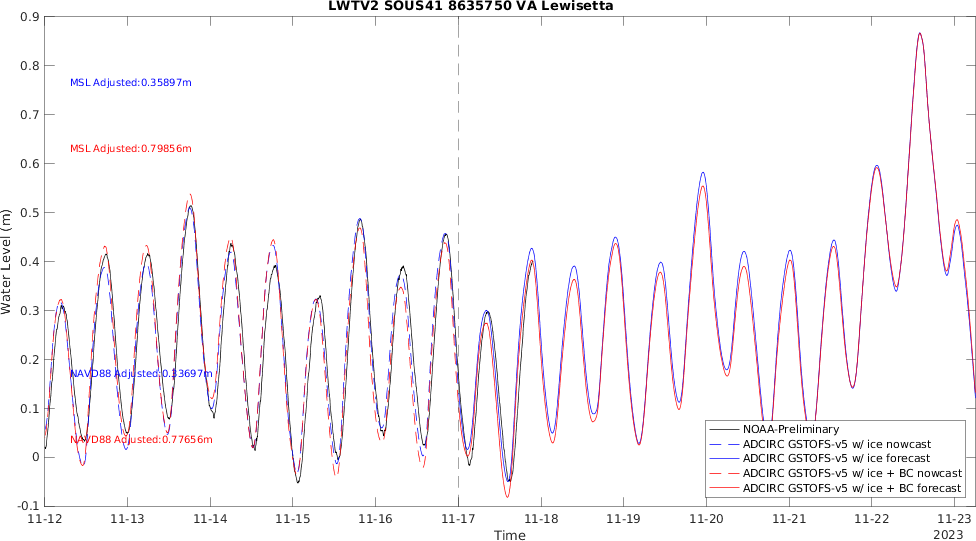 LWTV2 SOUS41 8635750 VA Lewisetta
0.9
0.8
0.7
0.6
0.5
0.4
0.3
0.2
0.1
0
-0.1
Water Level (m)
MSL Adjusted:0.35897m
MSL Adjusted:0.79856m
NAVD88 Adjusted:0.33697m
NAVD88 Adjusted:0.77656m
NOAA-Preliminary
ADCIRC GSTOFS-v5 w/ ice nowcast
ADCIRC GSTOFS-v5 w/ ice forecast
ADCIRC GSTOFS-v5 w/ ice + BC nowcast
ADCIRC GSTOFS-v5 w/ ice + BC forecast
11-12 11-13 11-14 11-15 11-16 11-17 11-18 11-19 11-20 11-21 11-22 11-23
Time
2023